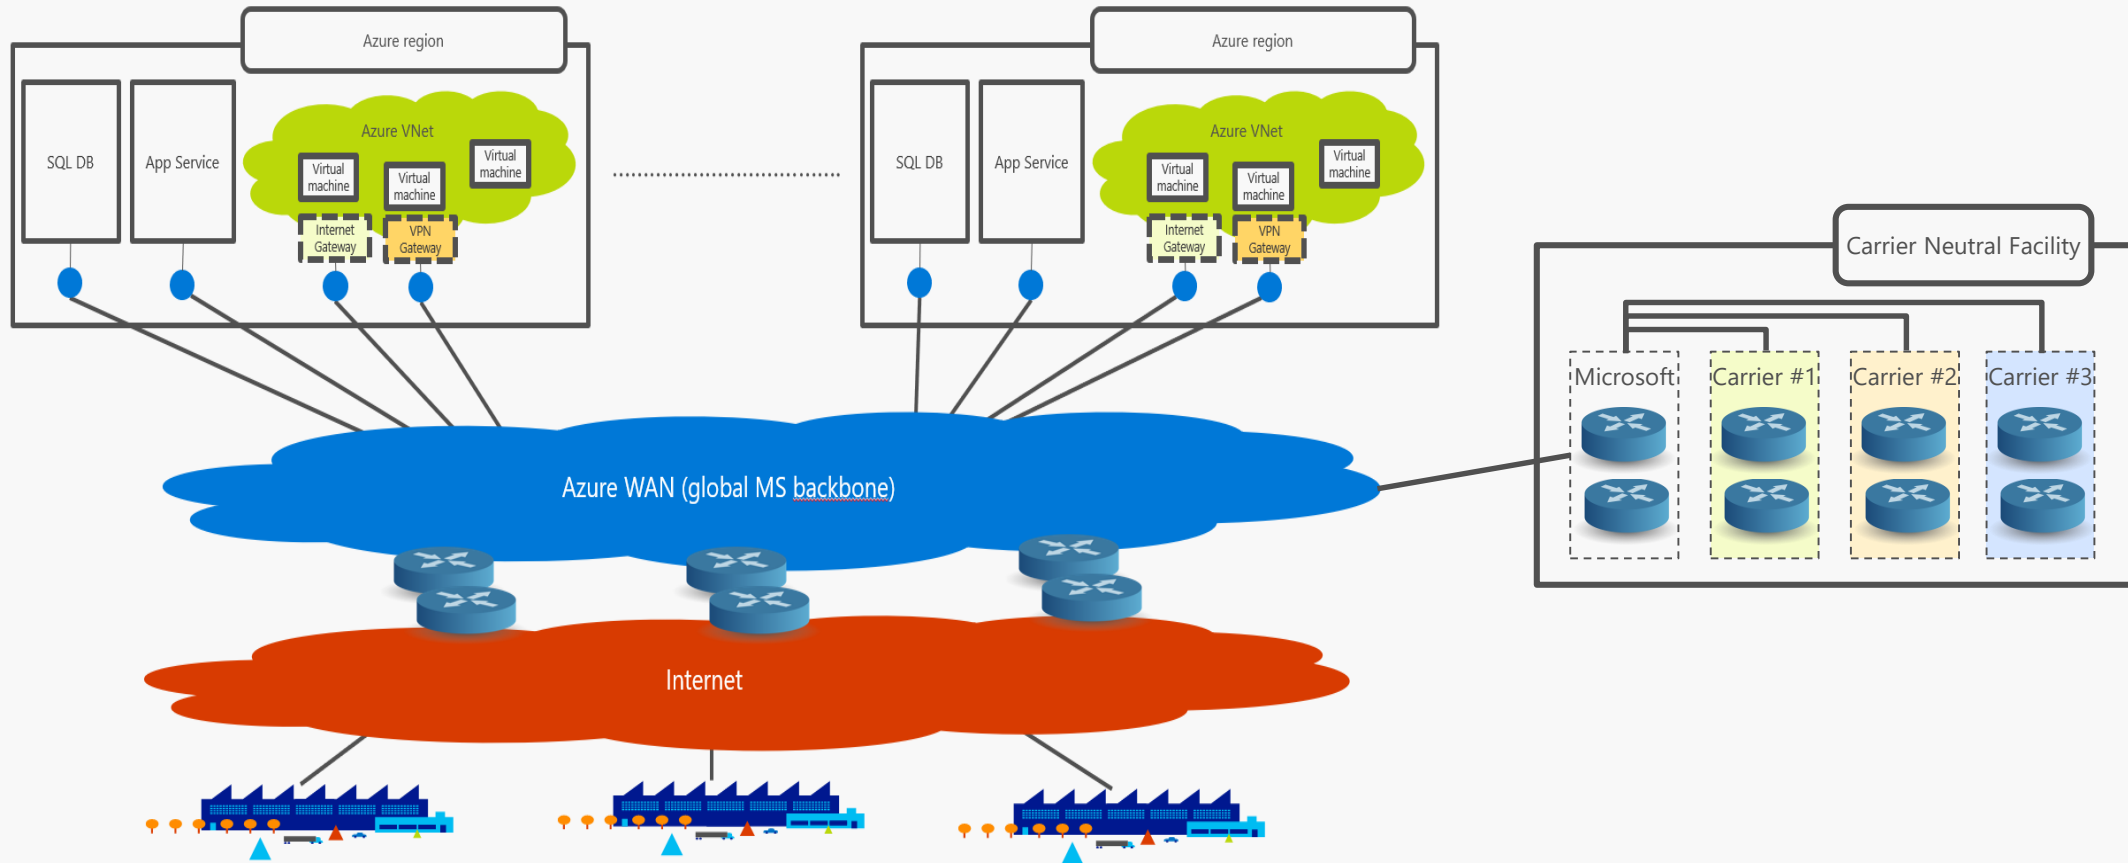 Azure region
SQL DB
App Service
Azure VNet
Virtual
machine
Virtual
machine
Virtual
machine
Internet
Gateway
VPN
Gateway
Azure region
SQL DB
App Service
Azure VNet
Virtual
machine
Virtual
machine
Virtual
machine
Internet
Gateway
VPN
Gateway
Carrier Neutral Facility
Microsoft
Carrier #1
Carrier #2
Carrier #3
Azure WAN (global MS backbone)
Internet